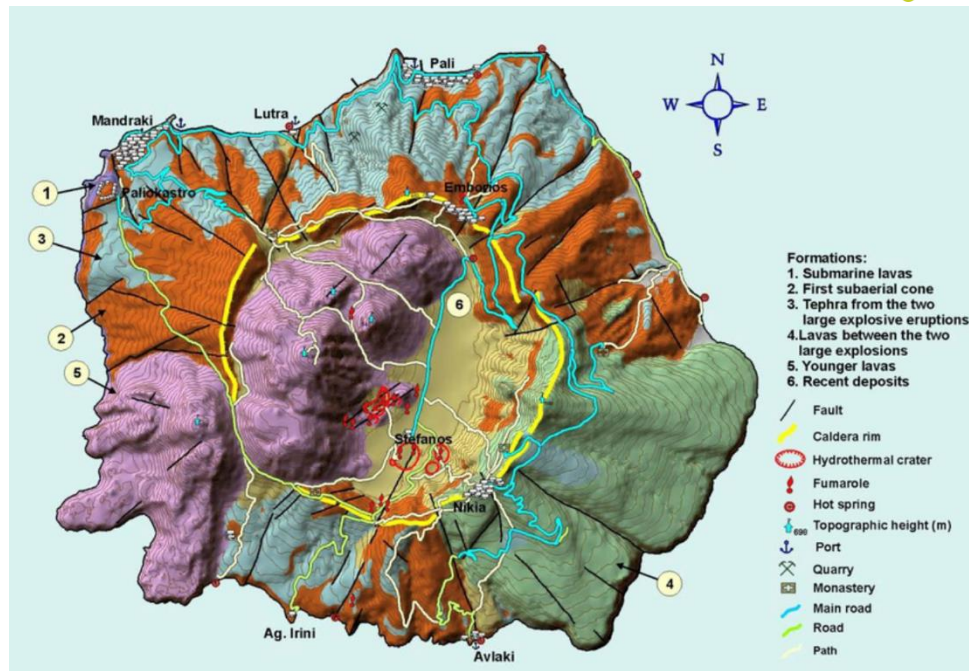 Pali
N
W
E
S
Lutra
Mandraki
1
Paliokastro
Emborios
3
6
2
5
Stefanos
Nikia
4
Ag. Irini
Avlaki
Formations:
1. Submarine lavas
2. First subaerial cone
3. Tephra from the two
large explosive eruptions
4.Lavas between the two
large explosions
5. Younger lavas
6. Recent deposits
Fault
Caldera rim
Hydrothermal crater
Fumarole
Hot spring
698 Topographic height (m)
Port
Quarry
Monastery
Main road
Road
Path